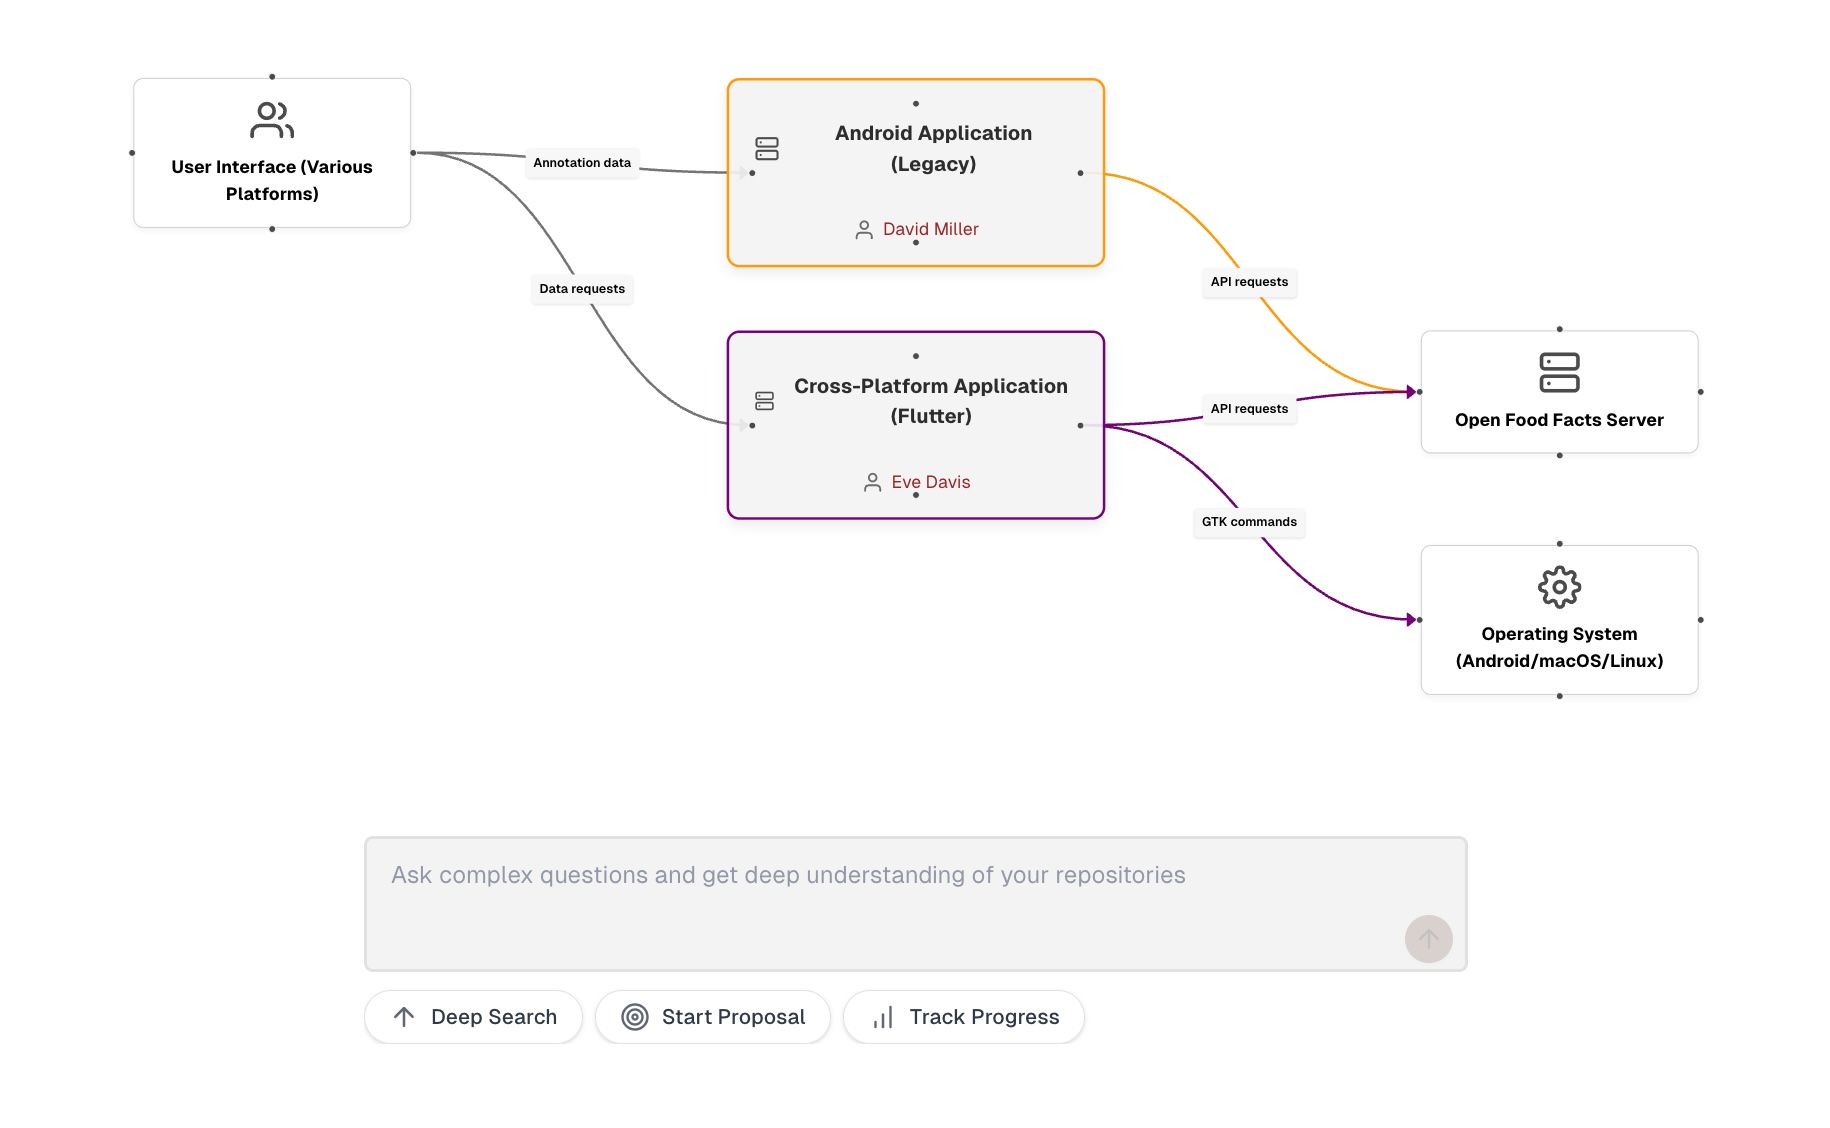 User Interface (Various
Platforms)
Annotation data
Data requests
Android Application
(Legacy)
David Miller
Cross-Platform Application
(Flutter)
Eve Davis
API requests
API requests
GTK commands
Open Food Facts Server
Operating System
(Android/macOS/Linux)
Ask complex questions and get deep understanding of your repositories
Deep Search
Start Proposal
Track Progress